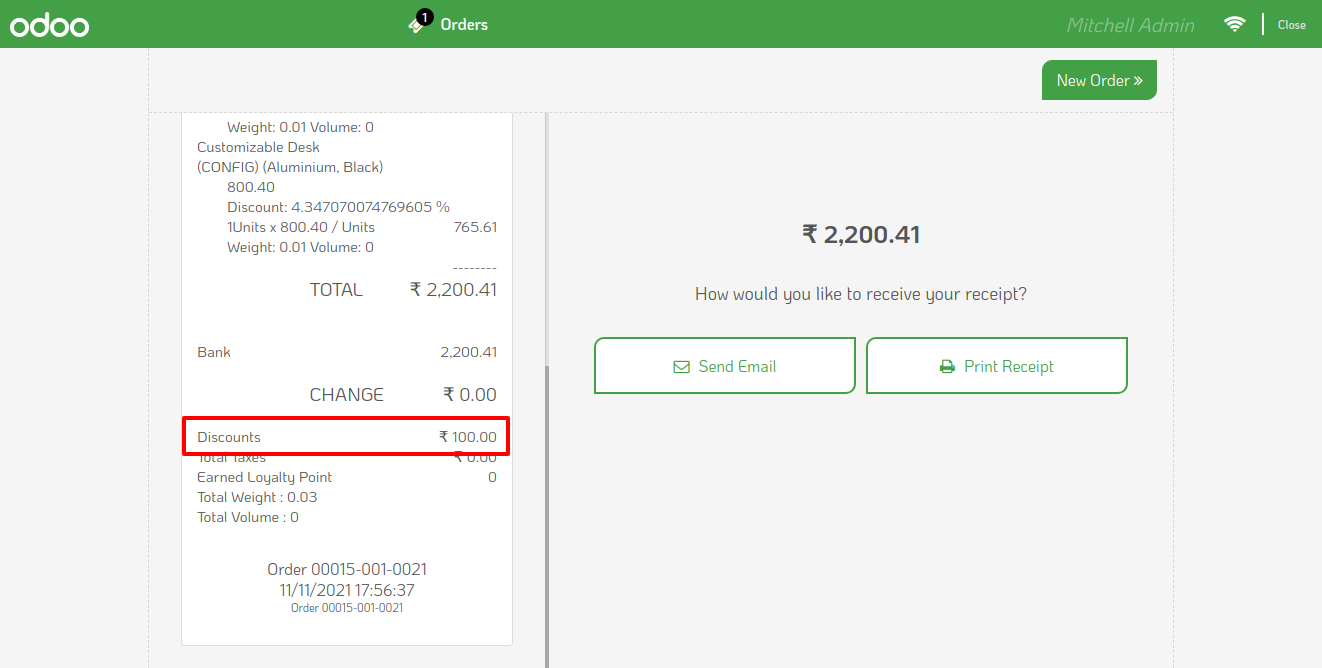 odoo
1 Orders
Mitchell Admin
Close
New Order »
Weight: 0.01 Volume: 0
Customizable Desk
(CONFIG) (Aluminium, Black)
800.40
Discount: 4.347070074769605 %
1Units x 800.40 / Units 765.61
Weight: 0.01 Volume: 0
--------
TOTAL ₹ 2,200.41
Bank 2,200.41
CHANGE ₹ 0.00
Discounts ₹ 100.00
Total Taxes ₹ 0.00
Earned Loyalty Point 0
Total Weight : 0.03
Total Volume : 0
Order 00015-001-0021
11/11/2021 17:56:37
Order 00015-001-0021
₹ 2,200.41
How would you like to receive your receipt?
Send Email
Print Receipt